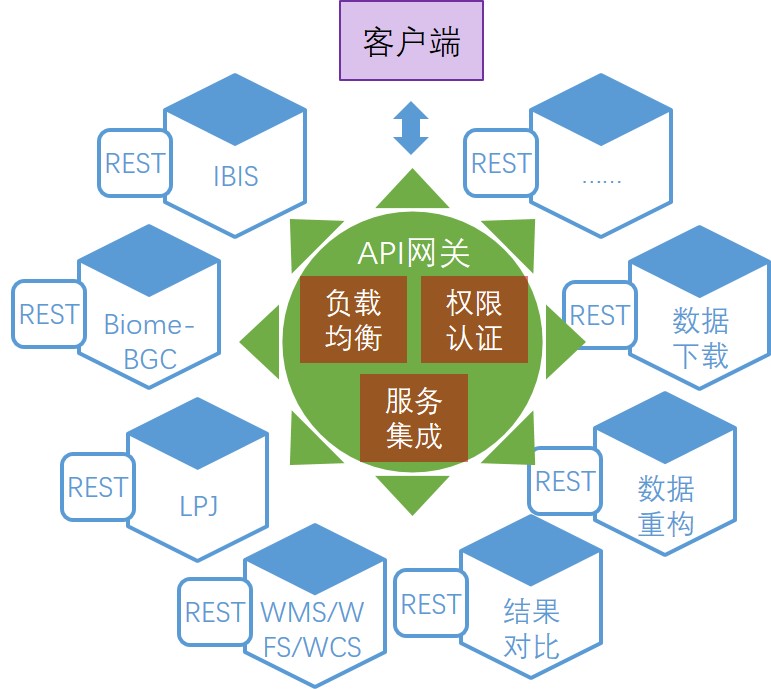 客户端
REST
IBIS
REST
……
API网关
负载
均衡
权限
认证
服务
集成
REST
Biome-
BGC
REST
数据
下载
REST
LPJ
REST
数据
重构
REST
WMS/W
FS/WCS
REST
结果
对比